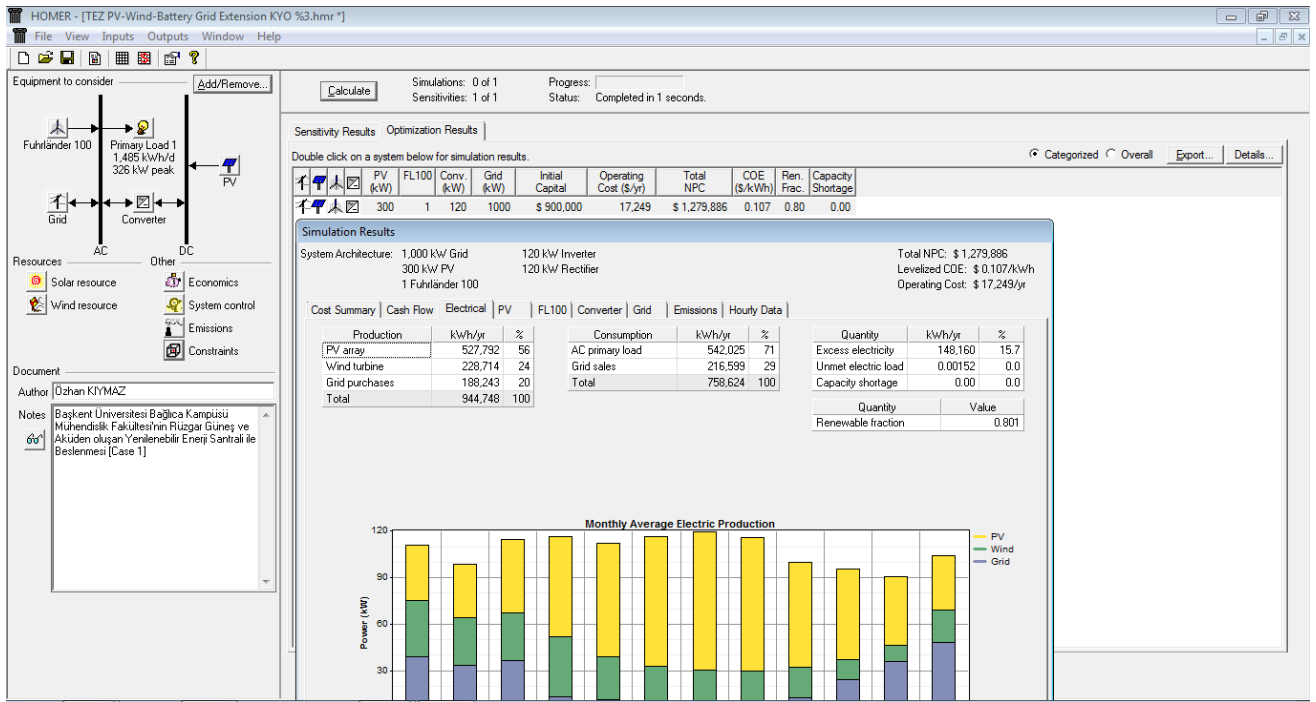 HOMER - [TEZ PV-Wind-Battery Grid Extension KYO %3.hmr *]
File View Inputs Outputs Window Help
Equipment to consider Add/Remove...
Fuhrländer 100
Primary Load 1
1,485 kWh/d
326 kW peak
PV
Grid
Converter
AC DC
Resources Other
Solar resource Economics
Wind resource System control
Emissions
Constraints
Document
Author Özhan KIYMAZ
Notes Başkent Üniversitesi Bağlıca Kampüsü
Mühendislik Fakültesi'nin Rüzgar Güneş ve
Aküden oluşan Yenilenebilir Enerji Santrali ile
Beslenmesi [Case 1]
Calculate
Simulations: 0 of 1 Progress:
Sensitivities: 1 of 1 Status: Completed in 1 seconds.
Sensitivity Results Optimization Results
Double click on a system below for simulation results.
Categorized Overall Export... Details...
PV (kW) FL100 Conv. (kW) Grid (kW) Initial Capital Operating Cost ($/yr) Total NPC COE ($/kWh) Ren. Frac. Capacity Shortage
300 1 120 1000 $ 900,000 17,249 $ 1,279,886 0.107 0.80 0.00
Simulation Results
System Architecture: 1,000 kW Grid 120 kW Inverter Total NPC: $ 1,279,886
300 kW PV 120 kW Rectifier Levelized COE: $ 0.107/kWh
1 Fuhrländer 100 Operating Cost: $ 17,249/yr
Cost Summary Cash Flow Electrical PV FL100 Converter Grid Emissions Hourly Data
Production kWh/yr %
PV array 527,792 56
Wind turbine 228,714 24
Grid purchases 188,243 20
Total 944,748 100
Consumption kWh/yr %
AC primary load 542,025 71
Grid sales 216,599 29
Total 758,624 100
Quantity kWh/yr %
Excess electricity 148,160 15.7
Unmet electric load 0.00152 0.0
Capacity shortage 0.00 0.0
Quantity Value
Renewable fraction 0.801
Monthly Average Electric Production
Power (kW)
120
90
60
30
PV
Wind
Grid